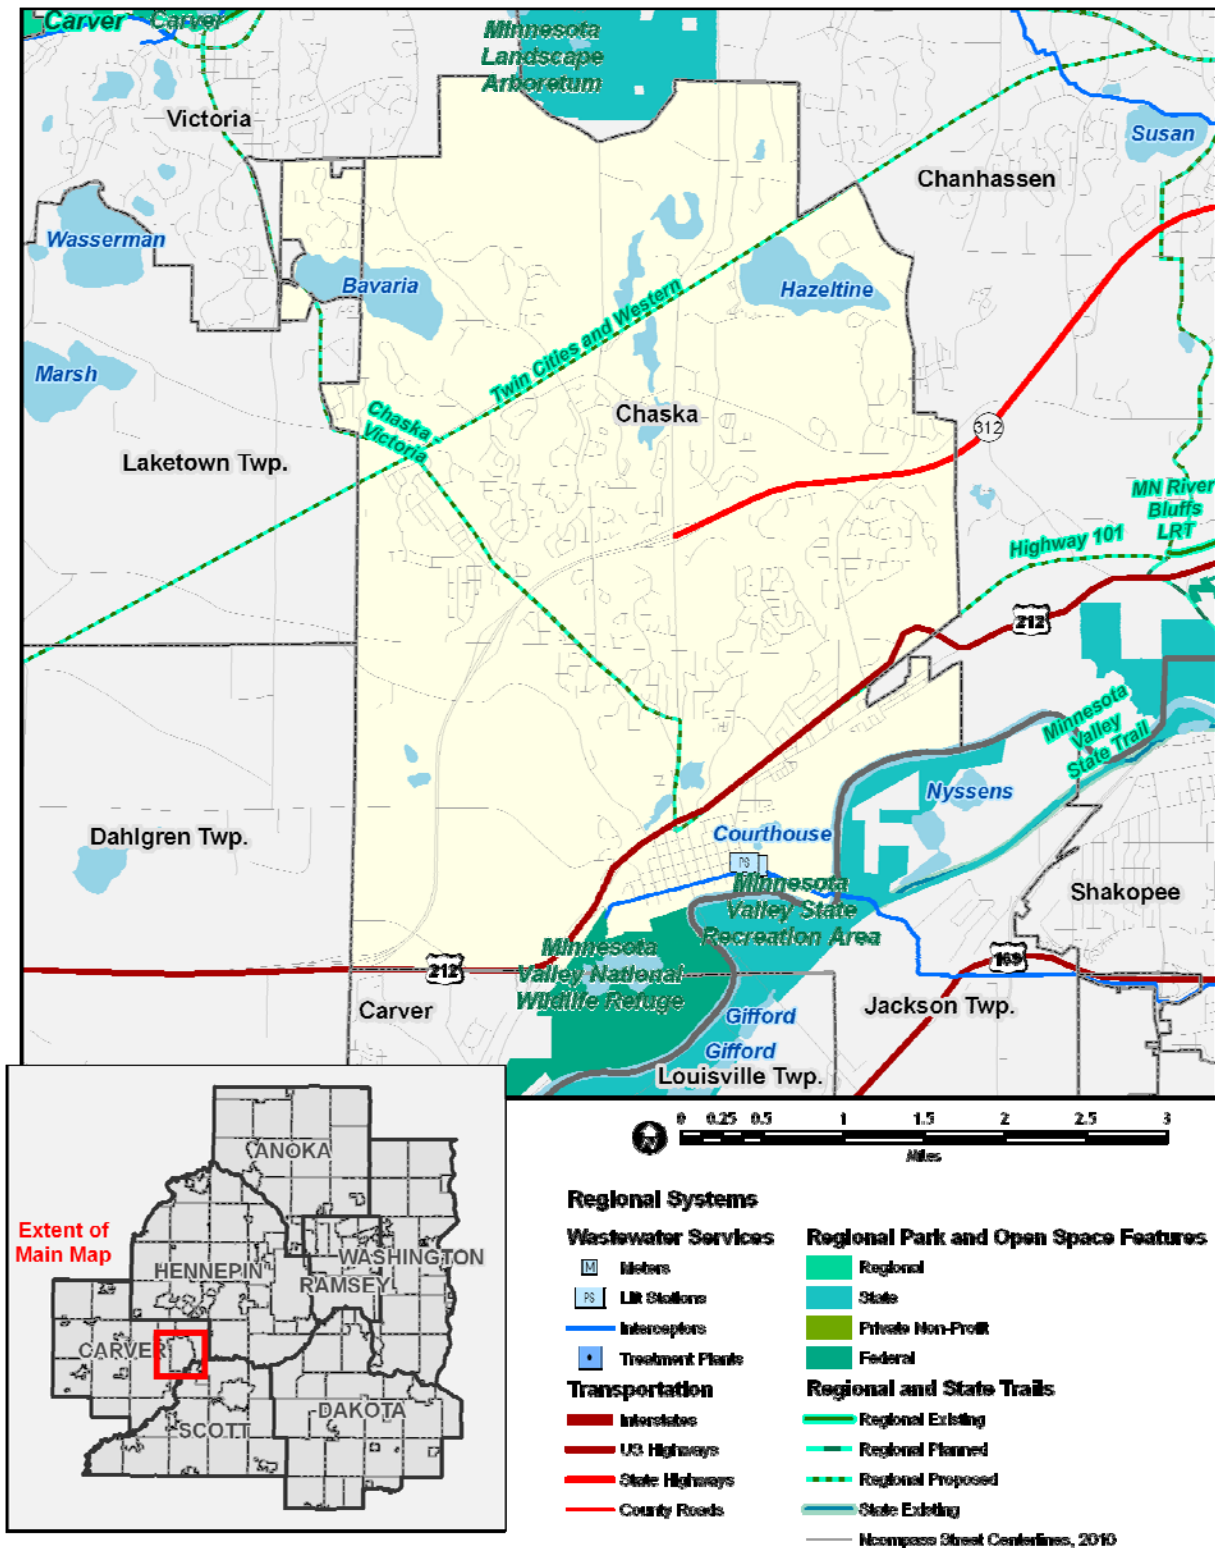 Carver
Carver
Minnesota
Landscape
Arboretum
Victoria
Susan
Chanhassen
Wasserman
Bavaria
Hazeltine
Twin Cities and Western
Marsh
Chaska
Chaska
Victoria
312
Laketown Twp.
MN River
Bluffs
LRT
Highway 101
212
Minnesota
Valley
State Trail
Nyssens
Dahlgren Twp.
Courthouse
PS
Minnesota
Valley State
Recreation Area
Shakopee
Minnesota
Valley National
Wildlife Refuge
212
169
Carver
Jackson Twp.
Gifford
Gifford
Louisville Twp.
0 0.25 0.5 1 1.5 2 2.5 3
Miles
N
ANOKA
Extent of
Main Map
WASHINGTON
HENNEPIN
RAMSEY
CARVER
DAKOTA
SCOTT
Regional Systems
Wastewater Services
M Meters
PS Lift Stations
Interceptors
Treatment Plants
Transportation
Interstates
US Highways
State Highways
County Roads
Regional Park and Open Space Features
Regional
State
Private Non-Profit
Federal
Regional and State Trails
Regional Existing
Regional Planned
Regional Proposed
State Existing
Ncompass Street Centerlines, 2010